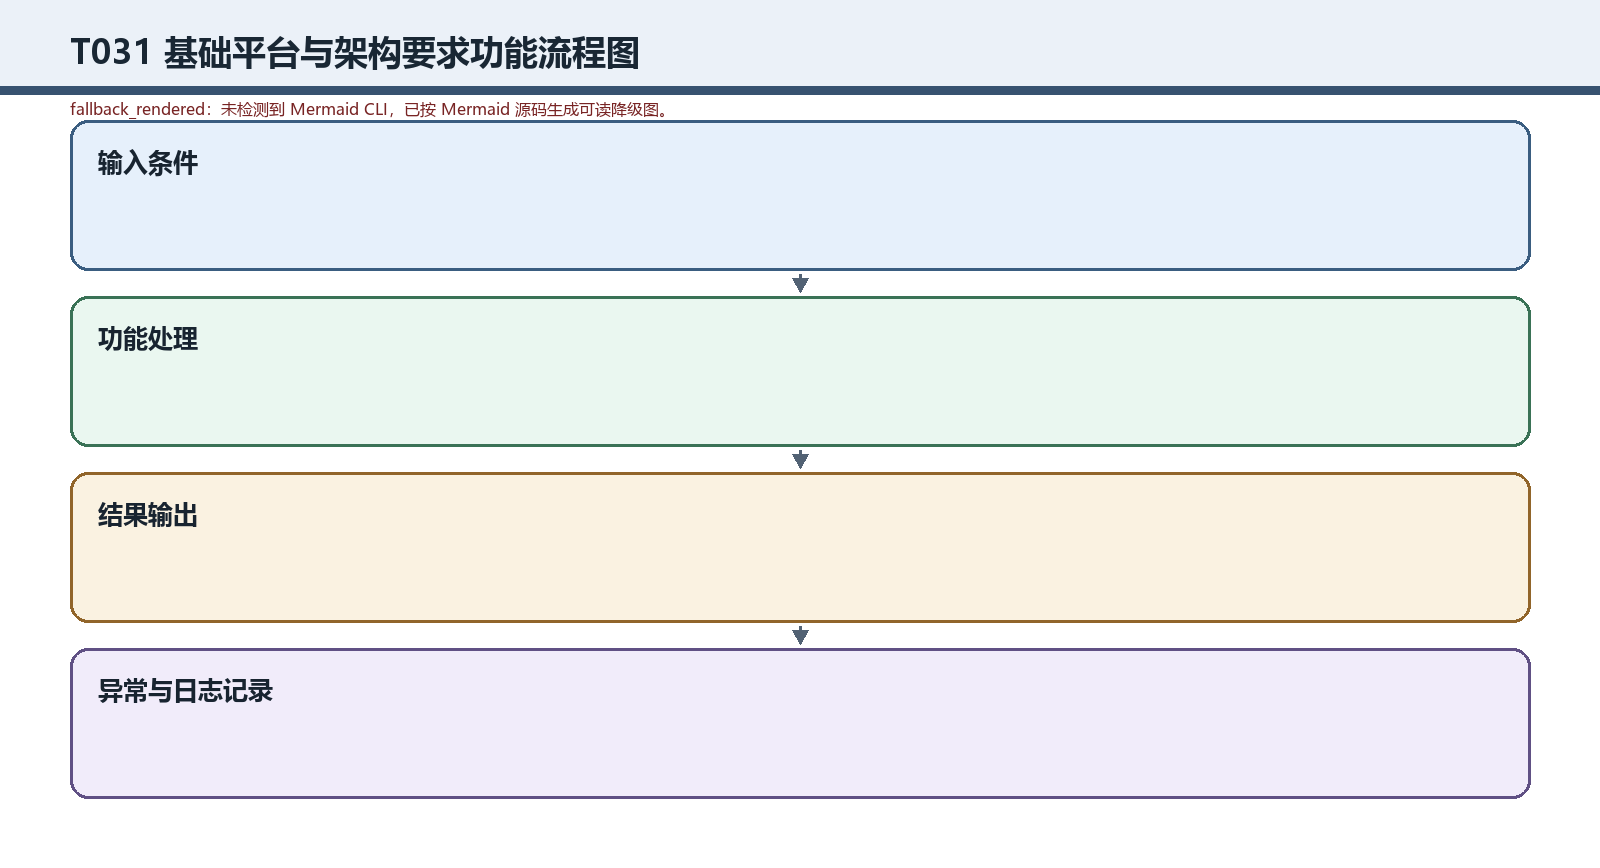 T031 基础平台与架构要求功能流程图
fallback_rendered：未检测到 Mermaid CLI，已按 Mermaid 源码生成可读降级图。
输入条件
功能处理
结果输出
异常与日志记录